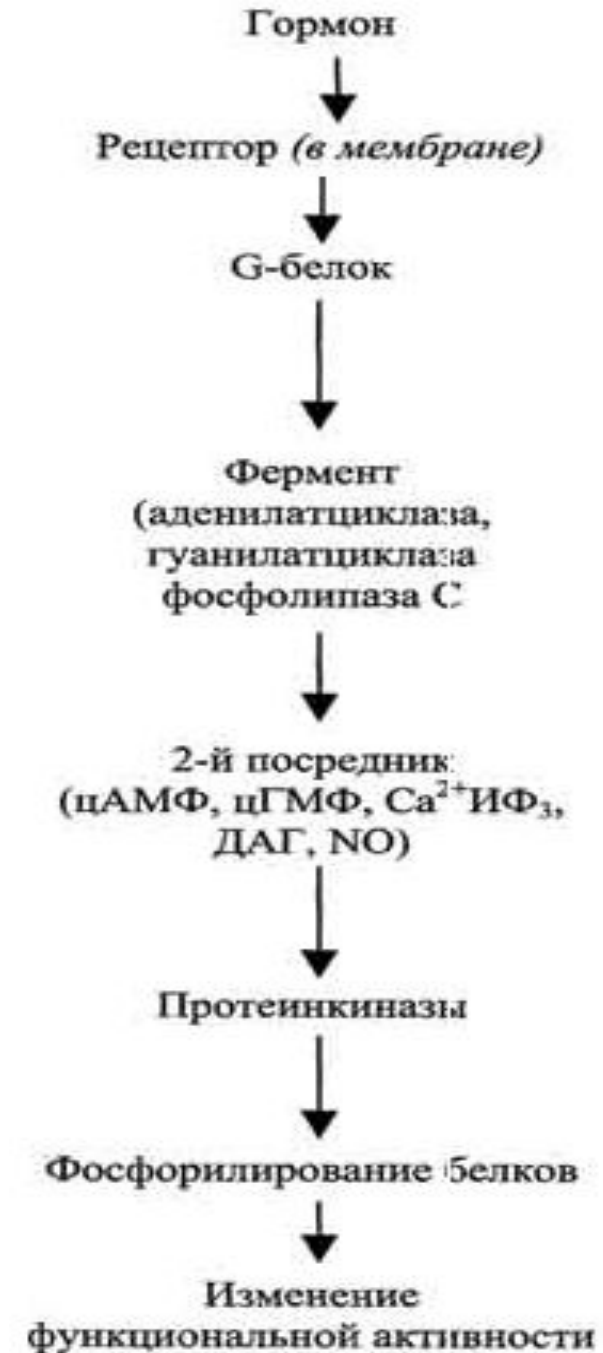 Гормон
Рецептор (в мембране)
G-белок
Фермент
(аденилатциклаза,
гуанилатциклаза
фосфолипаза С
2-й посредник
(цАМФ, цГМФ, Ca²⁺ИФ₃,
ДАГ, NO)
Протеинкиназы
Фосфорилирование белков
Изменение
функциональной активности